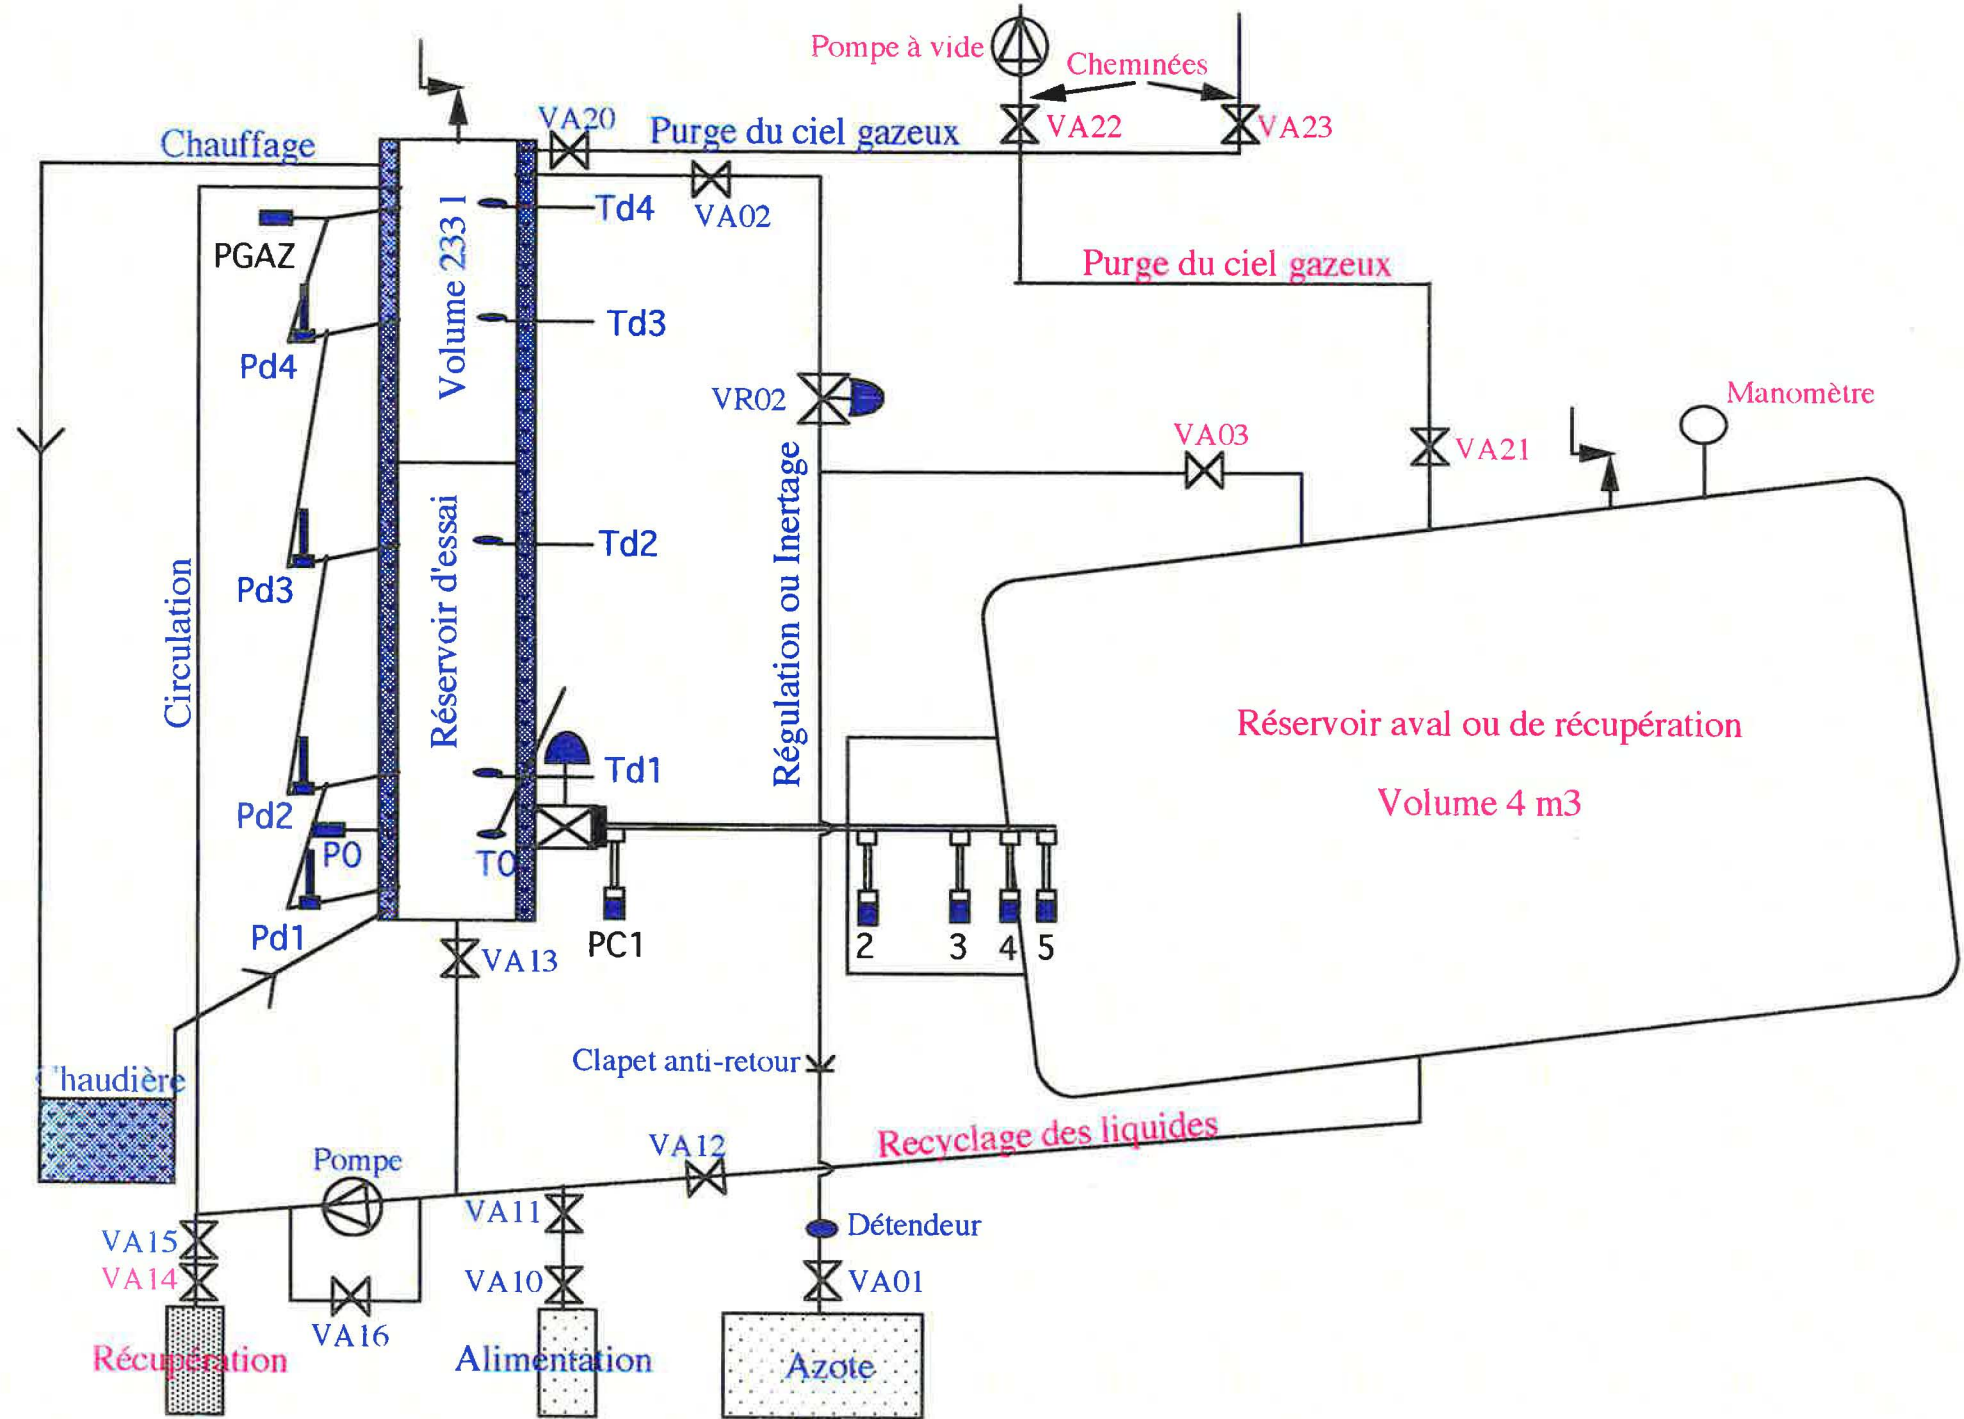 Pompe à vide
Cheminées
VA20
Purge du ciel gazeux
VA22
VA23
Chauffage
Td4
VA02
PGAZ
Volume 233 l
Purge du ciel gazeux
Td3
Pd4
VR02
Manomètre
VA03
VA21
Réservoir d'essai
Régulation ou Inertage
Td2
Pd3
Circulation
Réservoir aval ou de récupération
Td1
Volume 4 m3
Pd2
P0
T0
Pd1
PC1
2
3
4
5
VA13
Clapet anti-retour
haudière
Recyclage des liquides
VA12
Pompe
VA11
Détendeur
VA15
VA14
VA10
VA01
VA16
Récupération
Alimentation
Azote